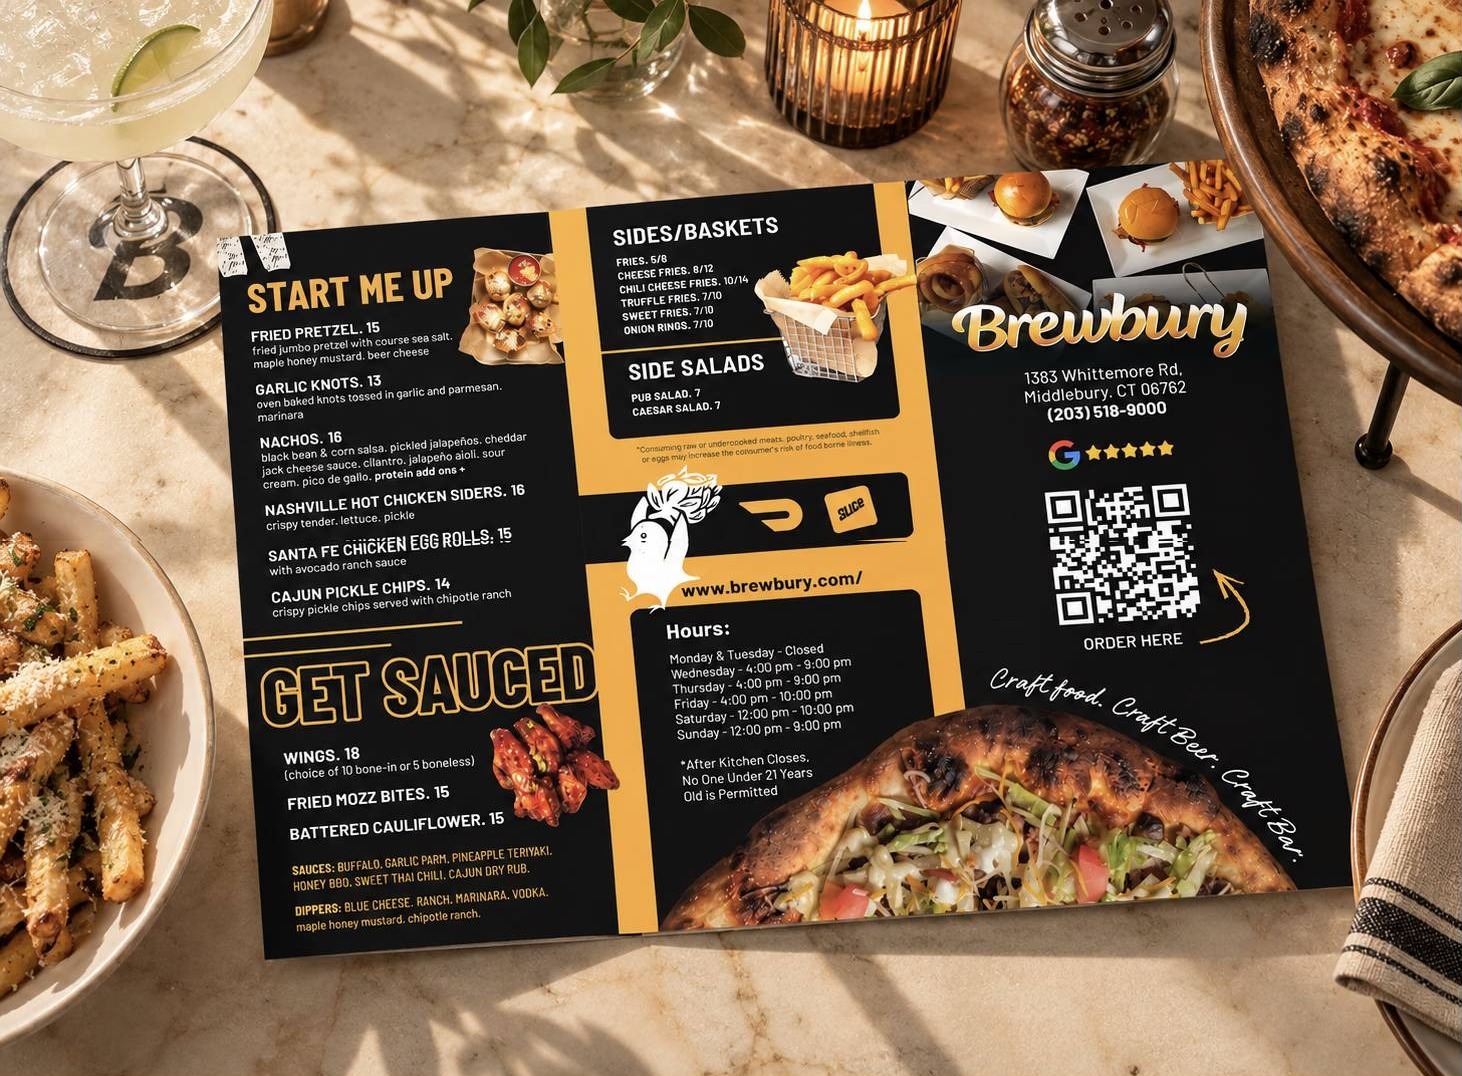 START ME UP
FRIED PRETZEL. 15
fried jumbo pretzel with course sea salt.
maple honey mustard. beer cheese
GARLIC KNOTS. 13
oven baked knots tossed in garlic and parmesan.
marinara
NACHOS. 16
black bean & corn salsa. pickled jalapeños. cheddar
jack cheese sauce. cilantro. jalapeño aioli. sour
cream. pico de gallo. protein add ons +
NASHVILLE HOT CHICKEN SIDERS. 16
crispy tender. lettuce. pickle
SANTA FE CHICKEN EGG ROLLS. 15
with avocado ranch sauce
CAJUN PICKLE CHIPS. 14
crispy pickle chips served with chipotle ranch
GET SAUCED
WINGS. 18
(choice of 10 bone-in or 5 boneless)
FRIED MOZZ BITES. 15
BATTERED CAULIFLOWER. 15
SAUCES: BUFFALO, GARLIC PARM, PINEAPPLE TERIYAKI,
HONEY BBQ, SWEET THAI CHILI, CAJUN DRY RUB.
DIPPERS: BLUE CHEESE, RANCH, MARINARA, VODKA,
maple honey mustard, chipotle ranch.
SIDES/BASKETS
FRIES. 5/8
CHEESE FRIES. 8/12
CHILI CHEESE FRIES. 10/14
TRUFFLE FRIES. 7/10
SWEET FRIES. 7/10
ONION RINGS. 7/10
SIDE SALADS
PUB SALAD. 7
CAESAR SALAD. 7
*Consuming raw or undercooked meats, poultry, seafood, shellfish
or eggs may increase the consumer's risk of food borne illness.
SLICE
www.brewbury.com/
Hours:
Monday & Tuesday - Closed
Wednesday - 4:00 pm - 9:00 pm
Thursday - 4:00 pm - 9:00 pm
Friday - 4:00 pm - 10:00 pm
Saturday - 12:00 pm - 10:00 pm
Sunday - 12:00 pm - 9:00 pm
*After Kitchen Closes,
No One Under 21 Years
Old is Permitted
Brewbury
1383 Whittemore Rd,
Middlebury. CT 06762
(203) 518-9000
G
ORDER HERE
Craft food. Craft Beer. Craft Bar.
B